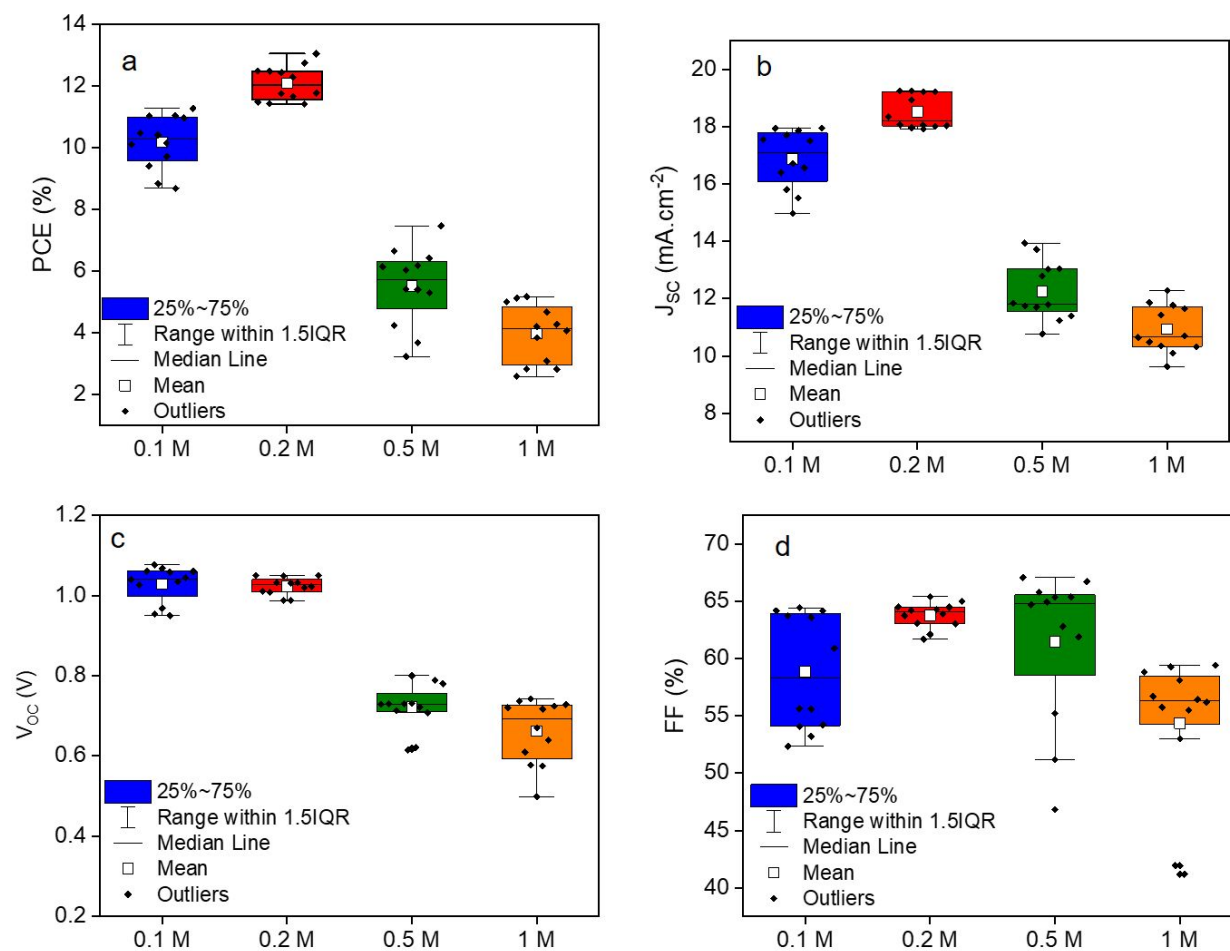 a
14
12
10
8
6
4
2
PCE (%)
25%~75%
Range within 1.5IQR
Median Line
Mean
Outliers
0.1 M 0.2 M 0.5 M 1 M
b
20
18
16
14
12
10
8
JSC (mA.cm-2)
25%~75%
Range within 1.5IQR
Median Line
Mean
Outliers
0.1 M 0.2 M 0.5 M 1 M
c
1.2
1.0
0.8
0.6
0.4
0.2
VOC (V)
25%~75%
Range within 1.5IQR
Median Line
Mean
Outliers
0.1 M 0.2 M 0.5 M 1 M
d
70
65
60
55
50
45
40
FF (%)
25%~75%
Range within 1.5IQR
Median Line
Mean
Outliers
0.1 M 0.2 M 0.5 M 1 M